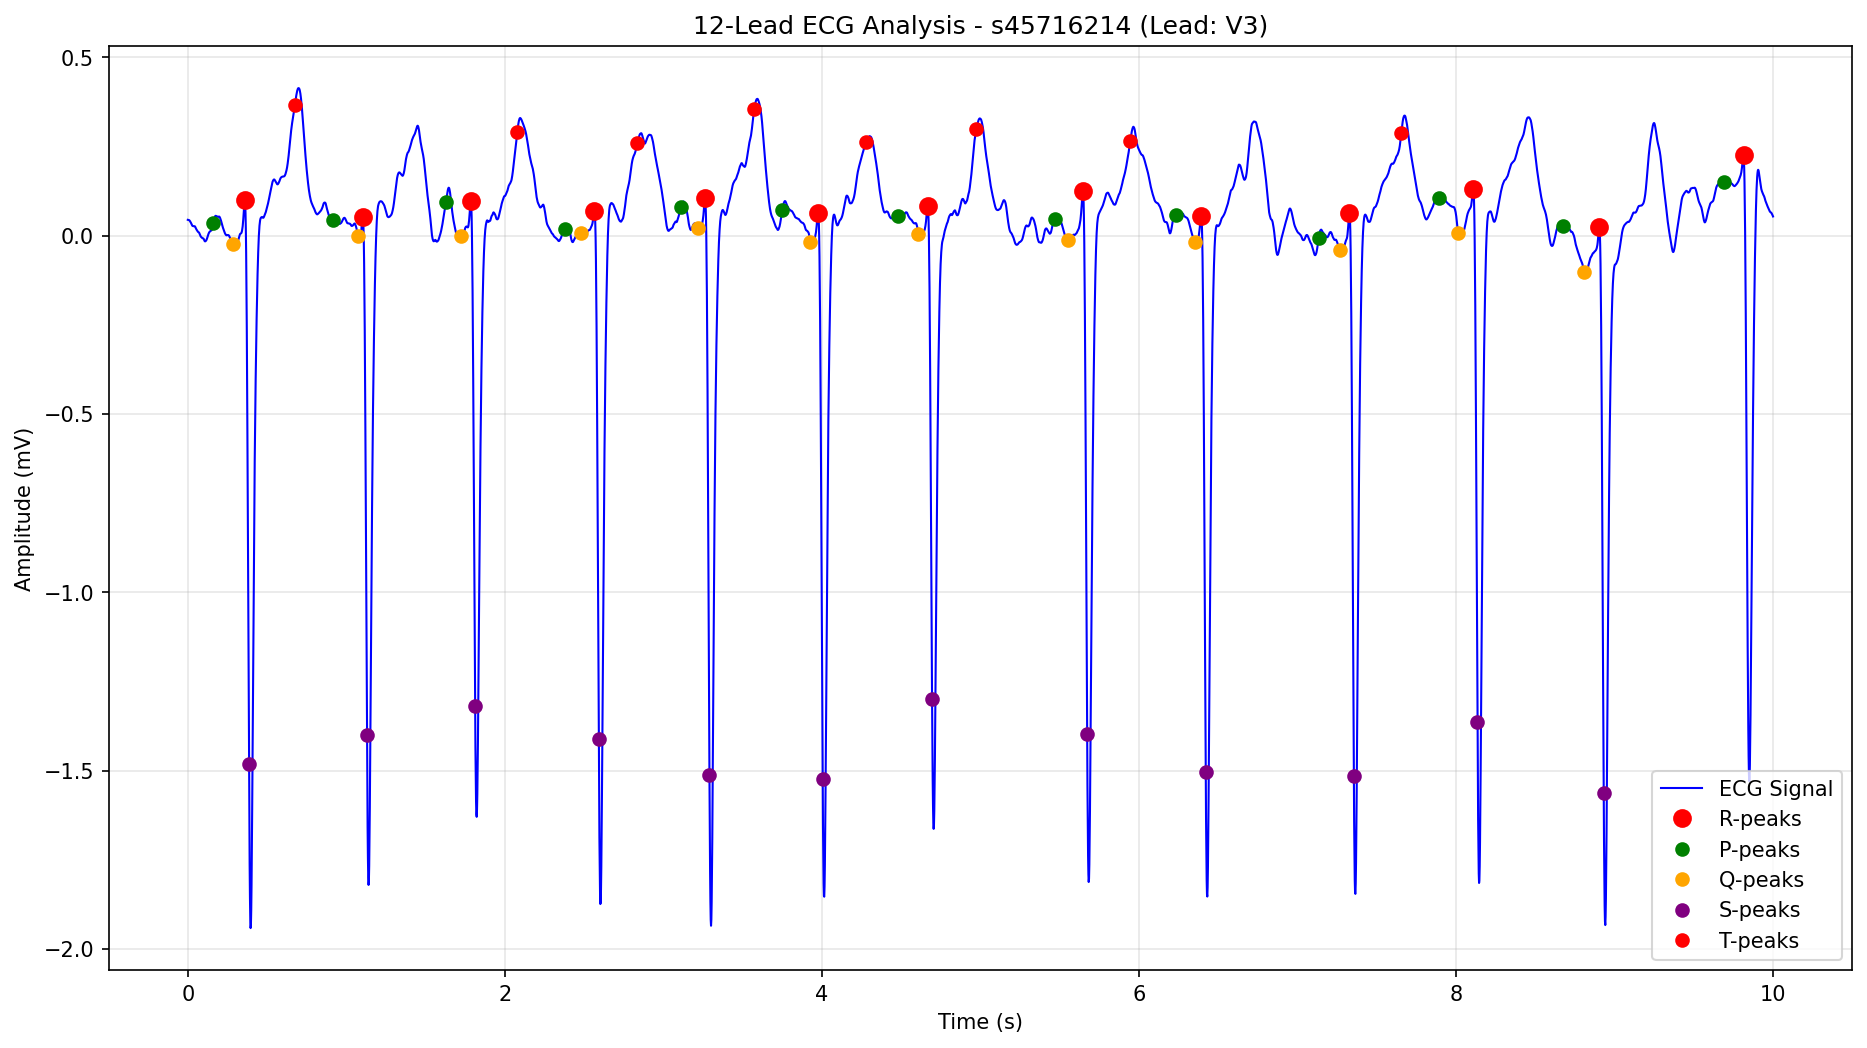 12-Lead ECG Analysis - s45716214 (Lead: V3)
Amplitude (mV)
0.5
0.0
−0.5
−1.0
−1.5
−2.0
0 2 4 6 8 10
Time (s)
ECG Signal
R-peaks
P-peaks
Q-peaks
S-peaks
T-peaks